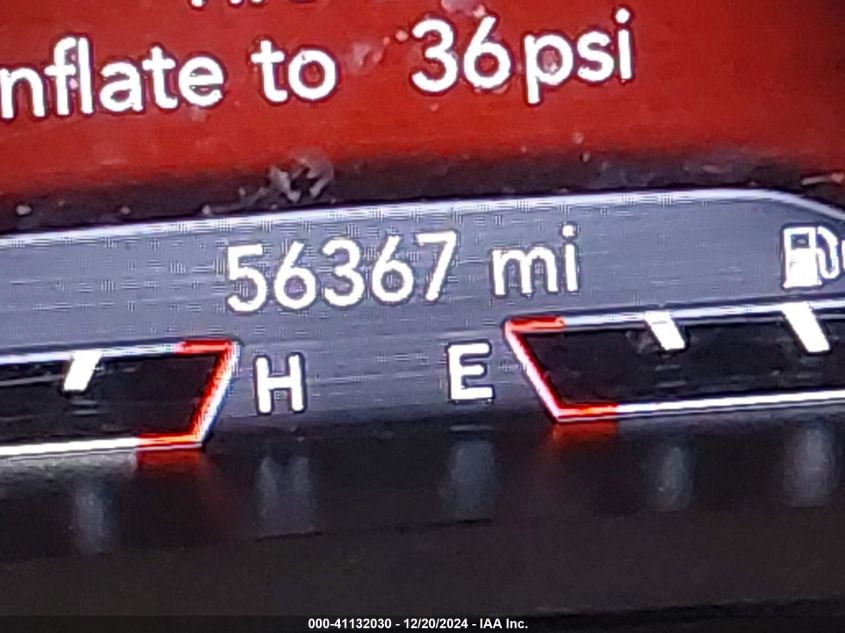 nflate to 36psi
56367 mi
H E
000-41132030 - 12/20/2024 - IAA Inc.